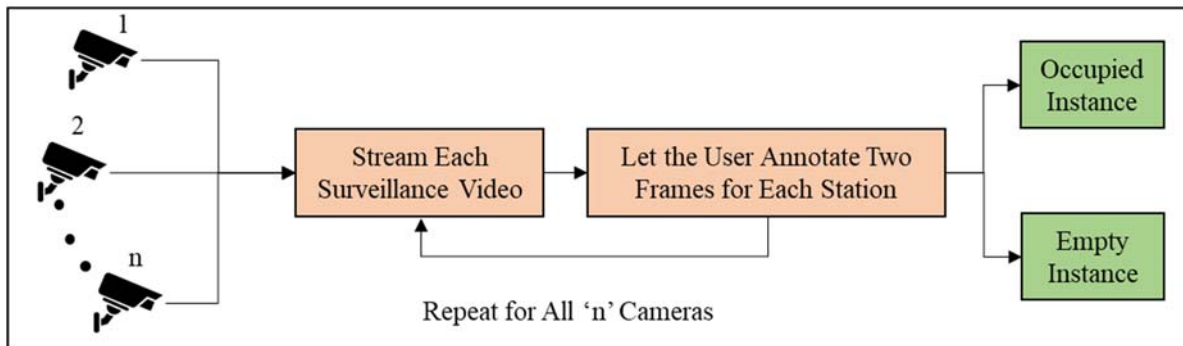 1
2
n
Stream Each
Surveillance Video
Let the User Annotate Two
Frames for Each Station
Occupied
Instance
Empty
Instance
Repeat for All ‘n’ Cameras